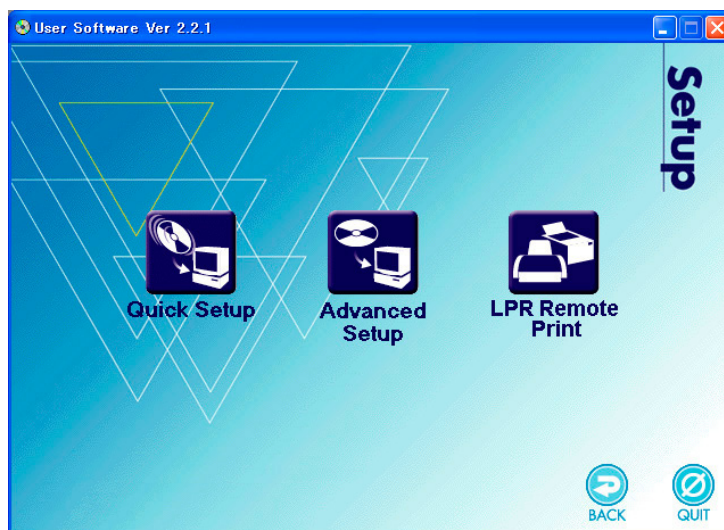 User Software Ver 2.2.1
Setup
Quick Setup
Advanced
Setup
LPR Remote
Print
BACK
QUIT